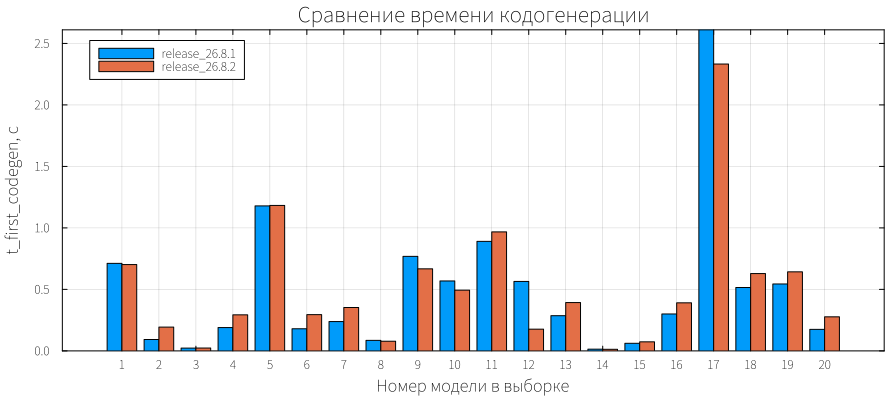 Сравнение времени кодогенерации
release_26.8.1
release_26.8.2
t_first_codegen, с
2.5
2.0
1.5
1.0
0.5
0.0
1 2 3 4 5 6 7 8 9 10 11 12 13 14 15 16 17 18 19 20
Номер модели в выборке